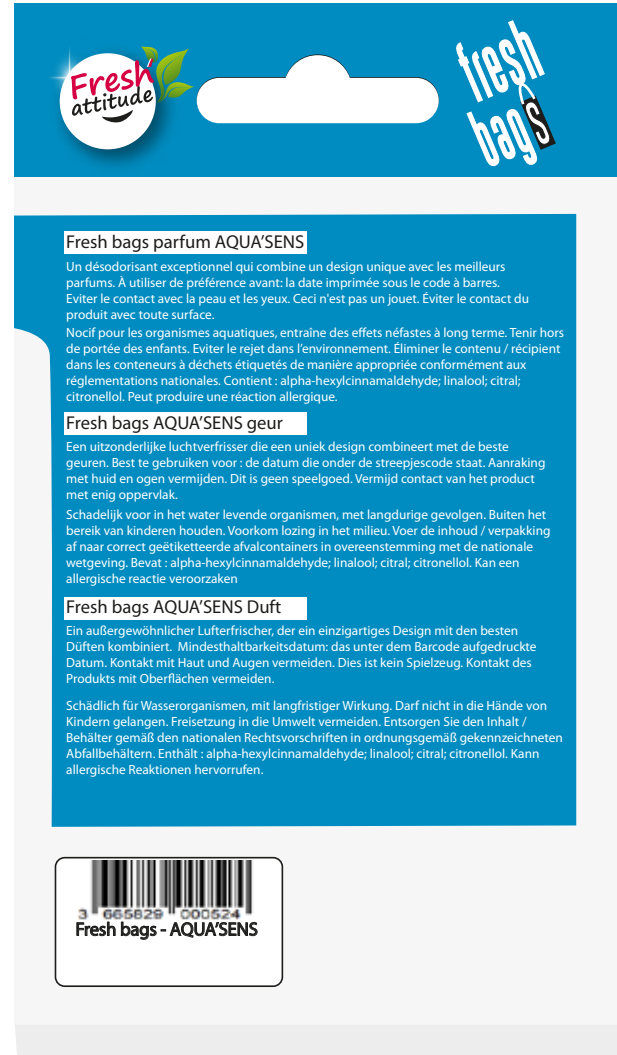 Fresh
attitude
fresh
bags
Fresh bags parfum AQUA'SENS
Un désodorisant exceptionnel qui combine un design unique avec les meilleurs
parfums. À utiliser de préférence avant: la date imprimée sous le code à barres.
Eviter le contact avec la peau et les yeux. Ceci n'est pas un jouet. Éviter le contact du
produit avec toute surface.
Nocif pour les organismes aquatiques, entraîne des effets néfastes à long terme. Tenir hors
de portée des enfants. Eviter le rejet dans l'environnement. Éliminer le contenu / récipient
dans les conteneurs à déchets étiquetés de manière appropriée conformément aux
réglementations nationales. Contient : alpha-hexylcinnamaldehyde; linalool; citral;
citronellol. Peut produire une réaction allergique.
Fresh bags AQUA'SENS geur
Een uitzonderlijke luchtverfrisser die een uniek design combineert met de beste
geuren. Best te gebruiken voor : de datum die onder de streepjescode staat. Aanraking
met huid en ogen vermijden. Dit is geen speelgoed. Vermijd contact van het product
met enig oppervlak.
Schadelijk voor in het water levende organismen, met langdurige gevolgen. Buiten het
bereik van kinderen houden. Voorkom lozing in het milieu. Voer de inhoud / verpakking
af naar correct geëtiketteerde afvalcontainers in overeenstemming met de nationale
wetgeving. Bevat : alpha-hexylcinnamaldehyde; linalool; citral; citronellol. Kan een
allergische reactie veroorzaken
Fresh bags AQUA'SENS Duft
Ein außergewöhnlicher Lufterfrischer, der ein einzigartiges Design mit den besten
Düften kombiniert. Mindesthaltbarkeitsdatum: das unter dem Barcode aufgedruckte
Datum. Kontakt mit Haut und Augen vermeiden. Dies ist kein Spielzeug. Kontakt des
Produkts mit Oberflächen vermeiden.
Schädlich für Wasserorganismen, mit langfristiger Wirkung. Darf nicht in die Hände von
Kindern gelangen. Freisetzung in die Umwelt vermeiden. Entsorgen Sie den Inhalt /
Behälter gemäß den nationalen Rechtsvorschriften in ordnungsgemäß gekennzeichneten
Abfallbehältern. Enthält : alpha-hexylcinnamaldehyde; linalool; citral; citronellol. Kann
allergische Reaktionen hervorrufen.
3 665829 000524
Fresh bags - AQUA'SENS